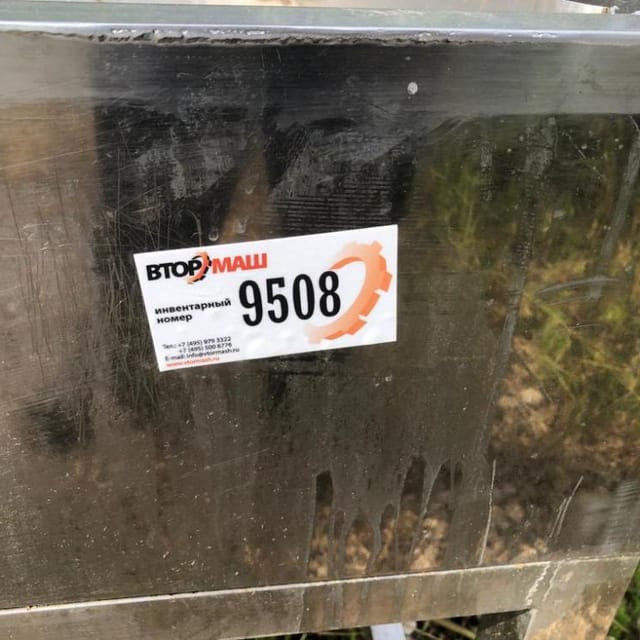 ВТОРМАШ
инвентарный
номер
9508
Тел.: +7 (495) 979 3322
+7 (495) 500 8776
E-mail: info@vtormash.ru
www.vtormash.ru